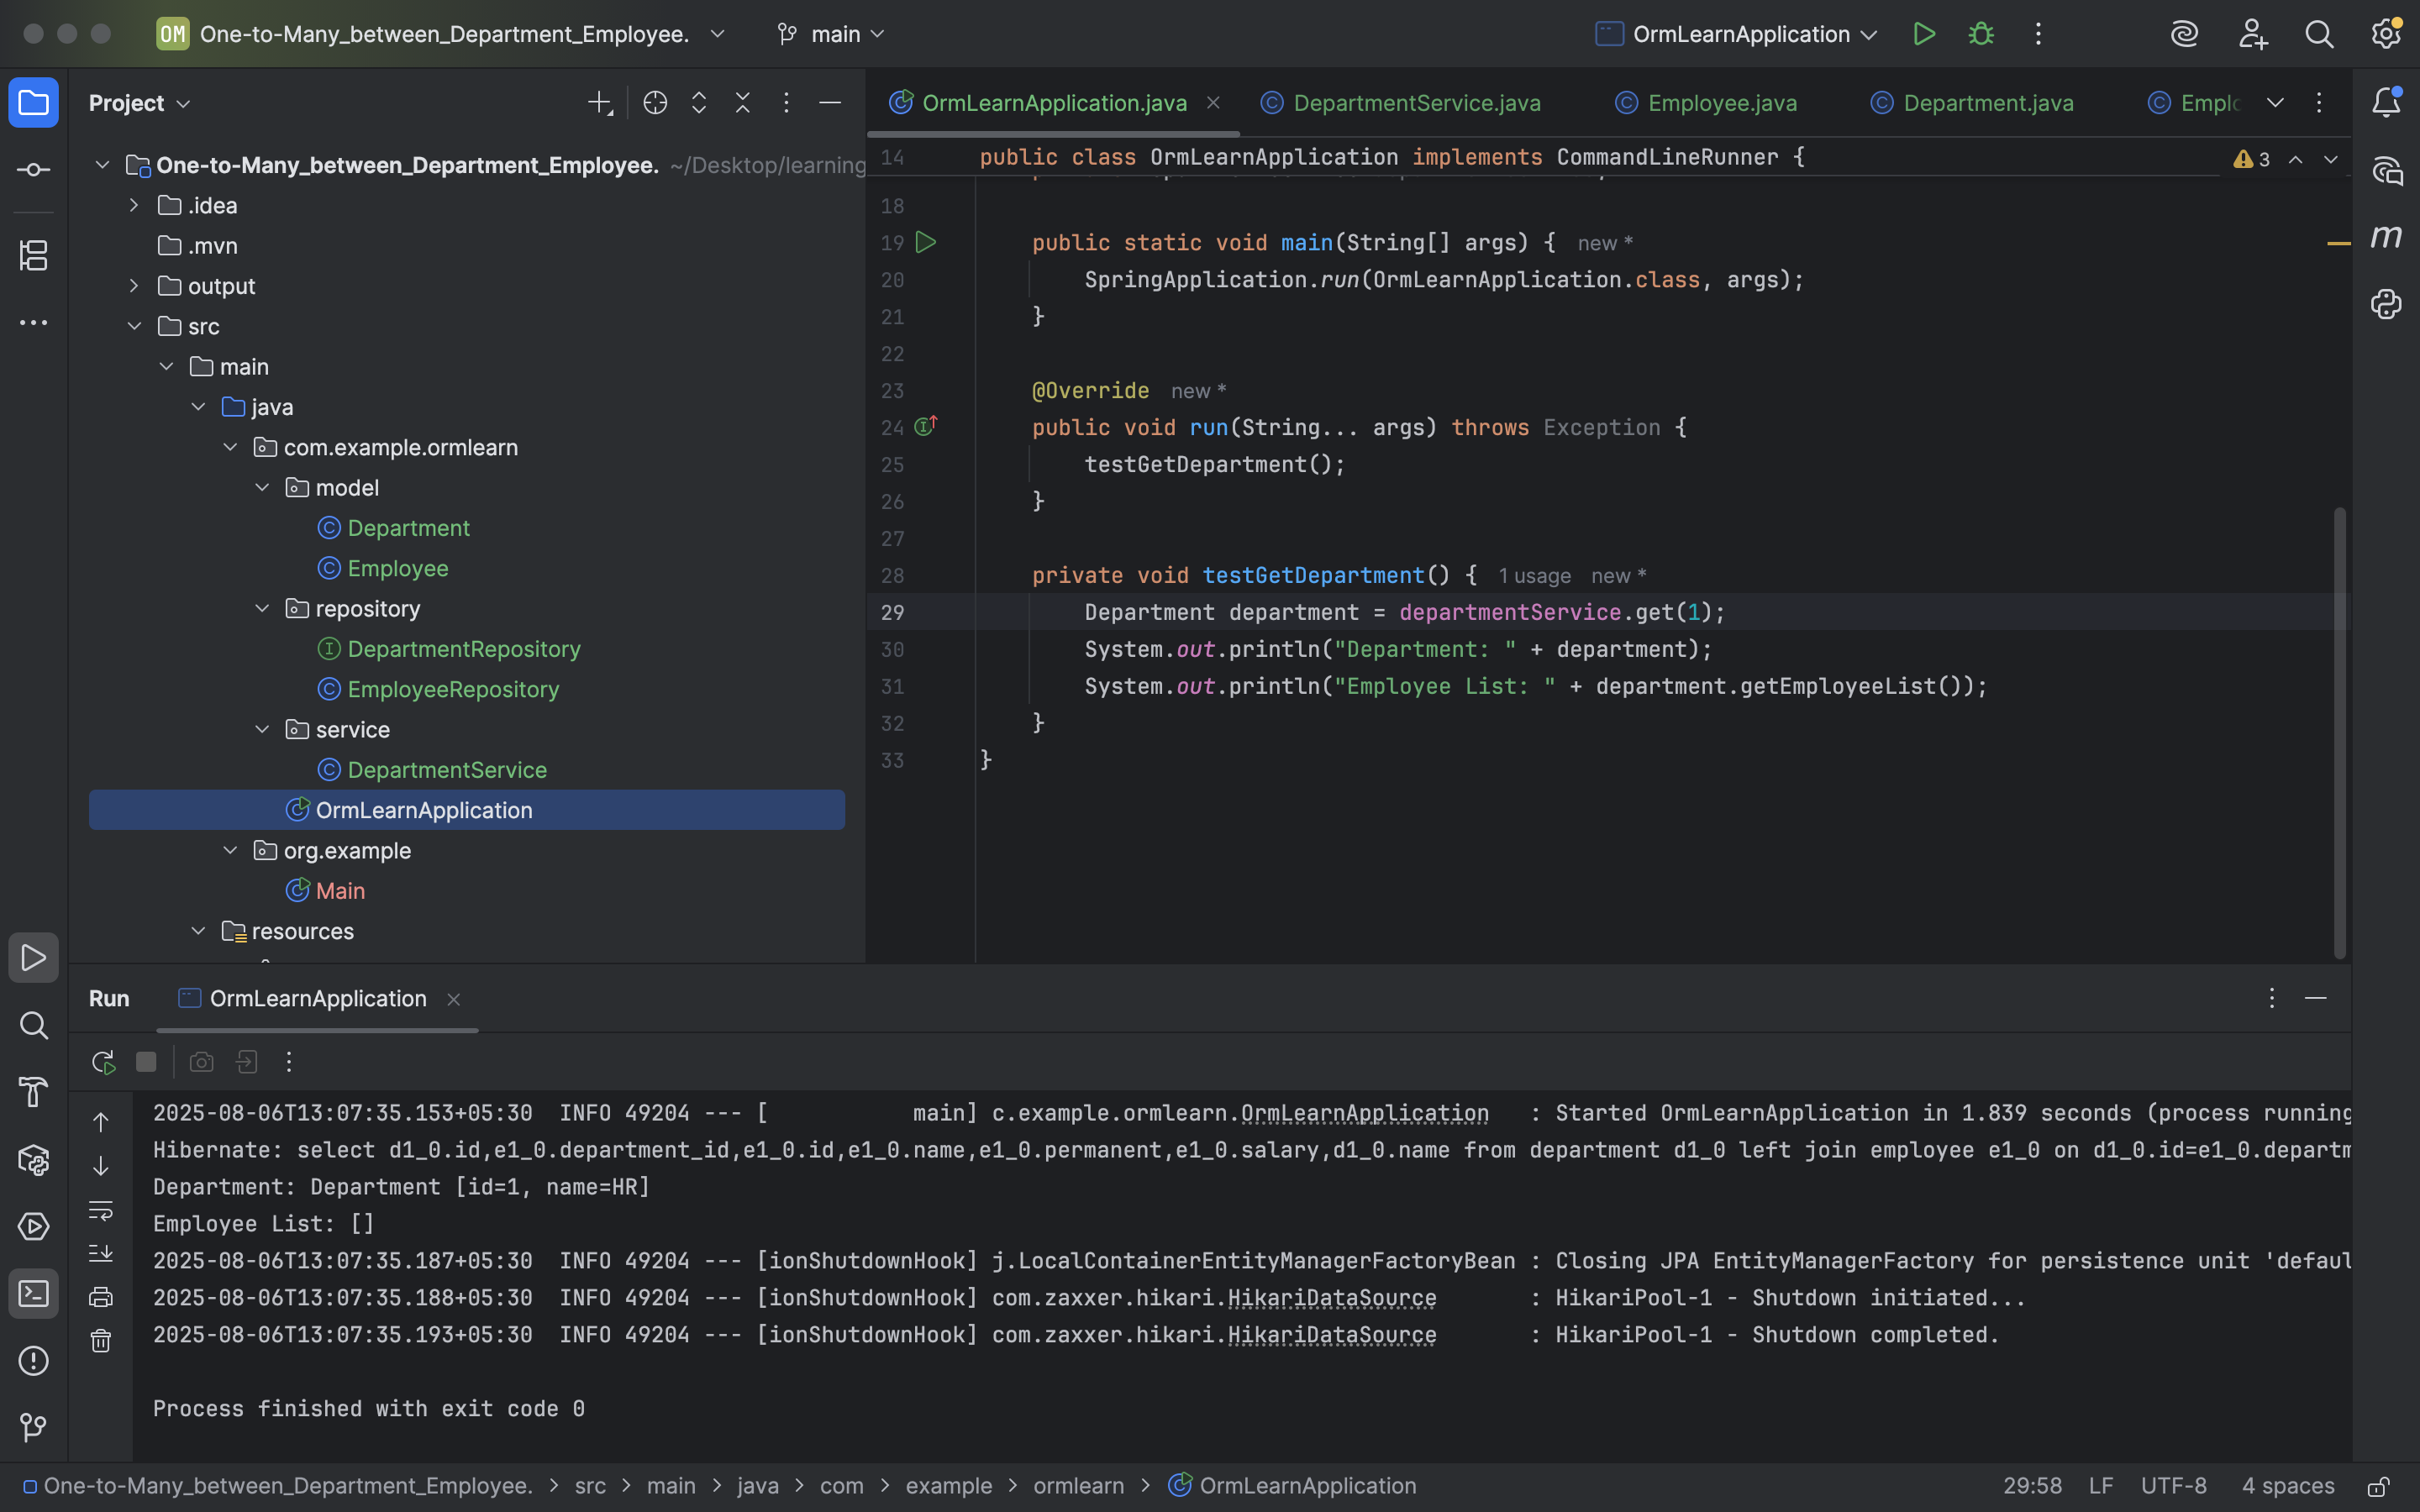 OM One-to-Many_between_Department_Employee. main OrmLearnApplication
Project
One-to-Many_between_Department_Employee. ~/Desktop/learning
.idea
.mvn
output
src
main
java
com.example.ormlearn
model
Department
Employee
repository
DepartmentRepository
EmployeeRepository
service
DepartmentService
OrmLearnApplication
org.example
Main
resources
OrmLearnApplication.java DepartmentService.java Employee.java Department.java
14 public class OrmLearnApplication implements CommandLineRunner { 3
18
19 public static void main(String[] args) { new *
20 SpringApplication.run(OrmLearnApplication.class, args);
21 }
22
23 @Override new *
24 public void run(String... args) throws Exception {
25 testGetDepartment();
26 }
27
28 private void testGetDepartment() { 1 usage new *
29 Department department = departmentService.get(1);
30 System.out.println("Department: " + department);
31 System.out.println("Employee List: " + department.getEmployeeList());
32 }
33 }
Run OrmLearnApplication
2025-08-06T13:07:35.153+05:30 INFO 49204 --- [ main] c.example.ormlearn.OrmLearnApplication : Started OrmLearnApplication in 1.839 seconds (process running
Hibernate: select d1_0.id,e1_0.department_id,e1_0.id,e1_0.name,e1_0.permanent,e1_0.salary,d1_0.name from department d1_0 left join employee e1_0 on d1_0.id=e1_0.departm
Department: Department [id=1, name=HR]
Employee List: []
2025-08-06T13:07:35.187+05:30 INFO 49204 --- [ionShutdownHook] j.LocalContainerEntityManagerFactoryBean : Closing JPA EntityManagerFactory for persistence unit 'defaul
2025-08-06T13:07:35.188+05:30 INFO 49204 --- [ionShutdownHook] com.zaxxer.hikari.HikariDataSource : HikariPool-1 - Shutdown initiated...
2025-08-06T13:07:35.193+05:30 INFO 49204 --- [ionShutdownHook] com.zaxxer.hikari.HikariDataSource : HikariPool-1 - Shutdown completed.
Process finished with exit code 0
One-to-Many_between_Department_Employee. > src > main > java > com > example > ormlearn > OrmLearnApplication 29:58 LF UTF-8 4 spaces